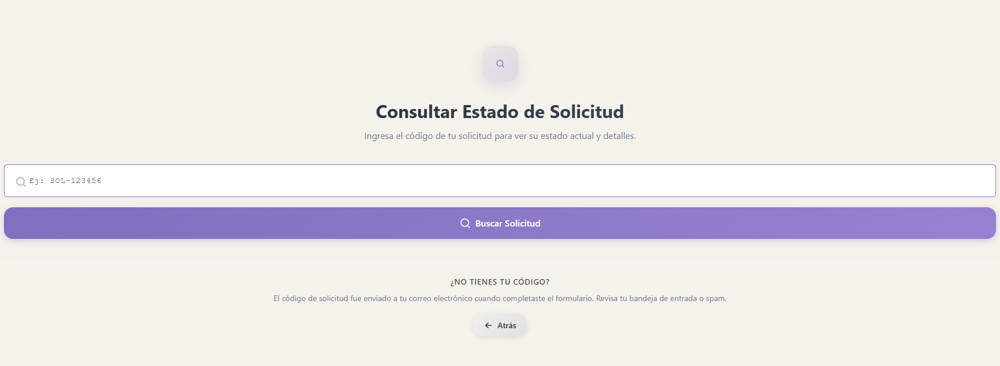 Consultar Estado de Solicitud
Ingresa el código de tu solicitud para ver su estado actual y detalles.
Ej: SOL-123456
Buscar Solicitud
¿NO TIENES TU CÓDIGO?
El código de solicitud fue enviado a tu correo electrónico cuando completaste el formulario. Revisa tu bandeja de entrada o spam.
Atrás